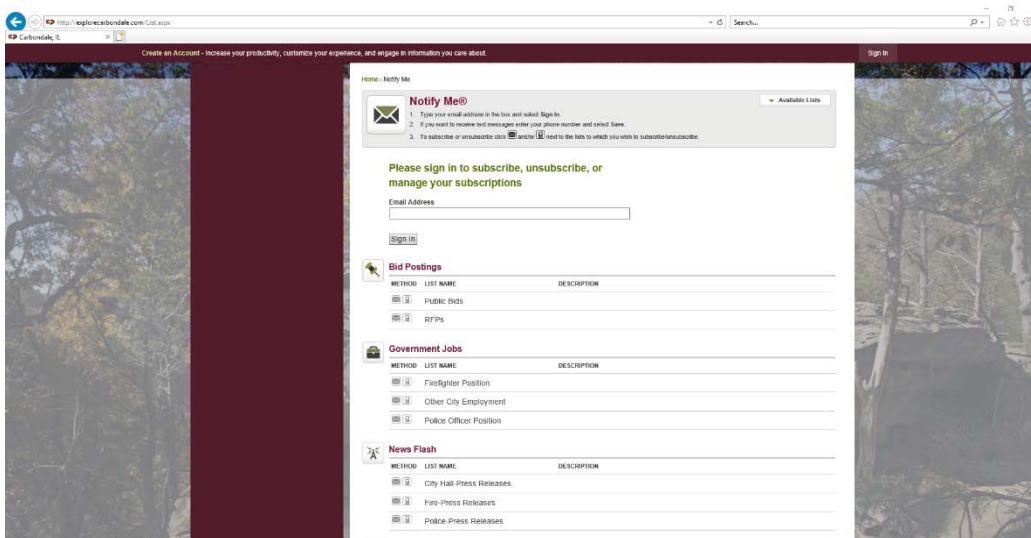 http://explorecarbondale.com/List.aspx
Search...
Carbondale, IL
Create an Account - Increase your productivity, customize your experience, and engage in information you care about.
Sign In
Home › Notify Me
Notify Me®
Available Lists
1. Type your email address in the box and select Sign In.
2. If you want to receive text messages enter your phone number and select Save.
3. To subscribe or unsubscribe click and/or next to the lists to which you wish to subscribe/unsubscribe.
Please sign in to subscribe, unsubscribe, or
manage your subscriptions
Email Address
Sign In
Bid Postings
METHOD LIST NAME DESCRIPTION
Public Bids
RFPs
Government Jobs
METHOD LIST NAME DESCRIPTION
Firefighter Position
Other City Employment
Police Officer Position
News Flash
METHOD LIST NAME DESCRIPTION
City Hall-Press Releases
Fire-Press Releases
Police-Press Releases